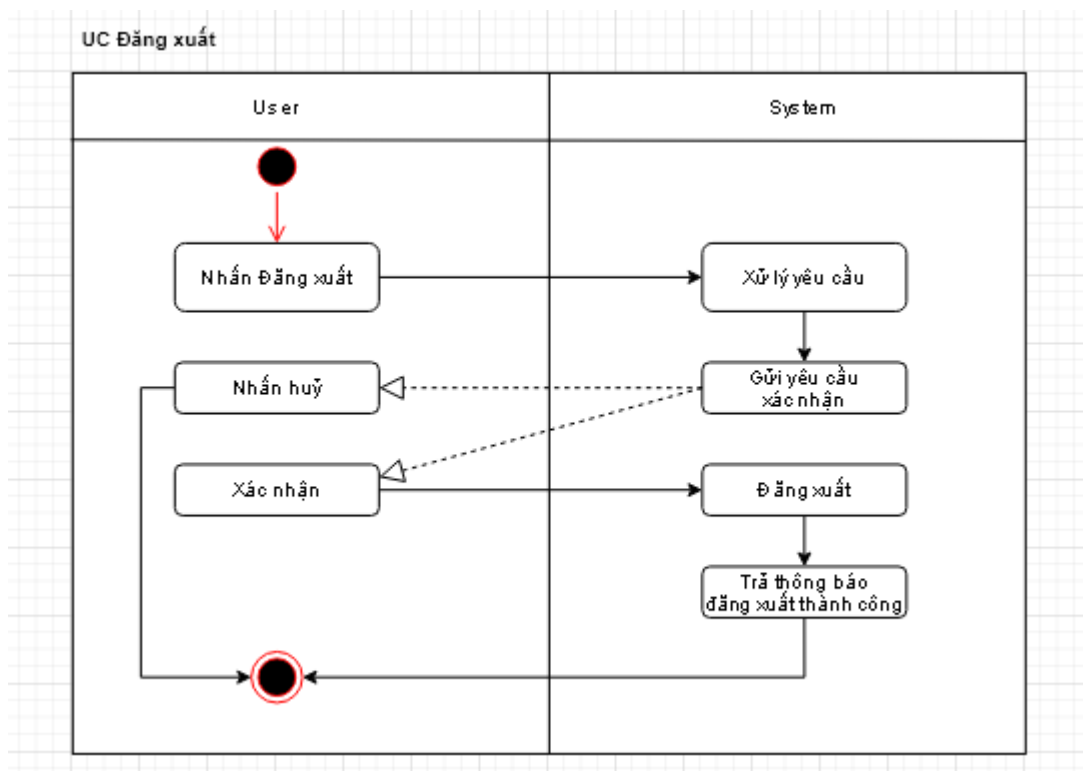 UC Đăng xuất
User
System
Nhấn Đăng xuất
Xử lý yêu cầu
Nhấn huỷ
Gửi yêu cầu
xác nhận
Xác nhận
Đăng xuất
Trả thông báo
đăng xuất thành công